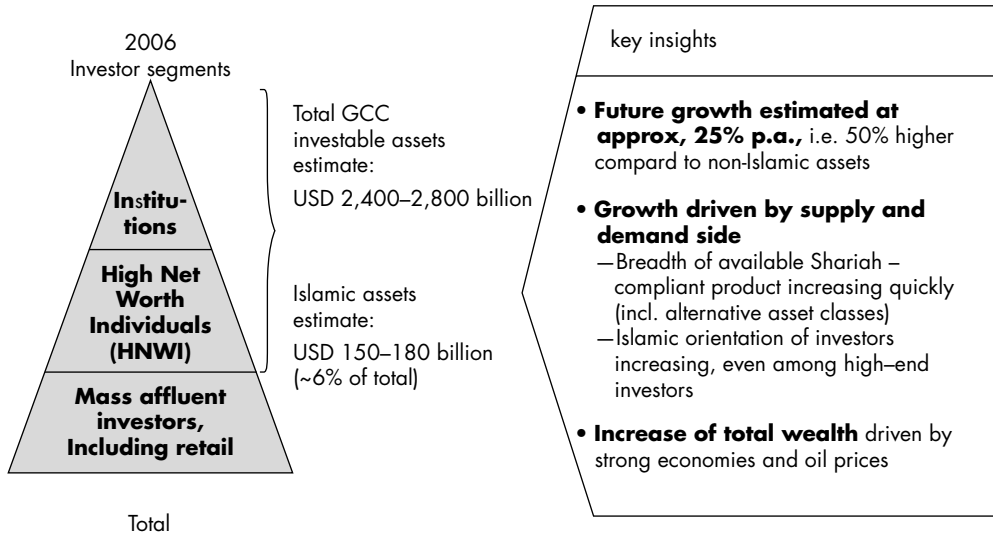 2006
Investor segments
Institu-
tions
High Net
Worth
Individuals
(HNWI)
Mass affluent
investors,
Including retail
Total
Total GCC
investable assets
estimate:
USD 2,400–2,800 billion
Islamic assets
estimate:
USD 150–180 billion
(~6% of total)
key insights
• Future growth estimated at
approx, 25% p.a., i.e. 50% higher
compard to non-Islamic assets
• Growth driven by supply and
demand side
—Breadth of available Shariah –
compliant product increasing quickly
(incl. alternative asset classes)
—Islamic orientation of investors
increasing, even among high–end
investors
• Increase of total wealth driven by
strong economies and oil prices